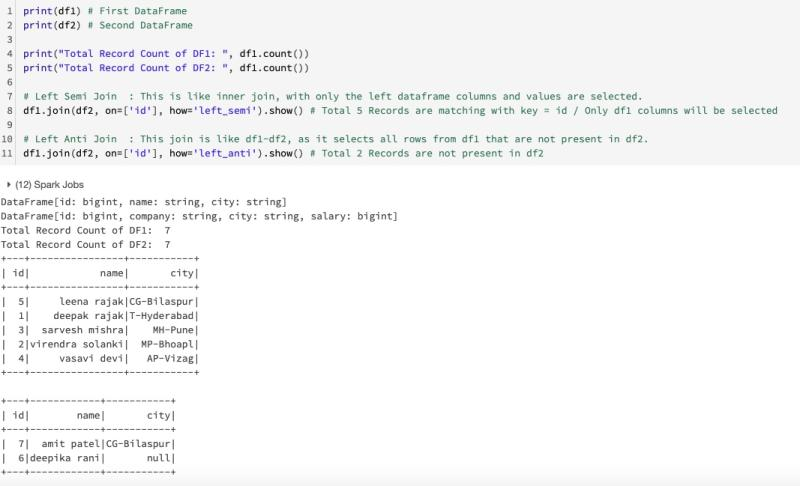 1 print(df1) # First DataFrame
2 print(df2) # Second DataFrame
3
4 print("Total Record Count of DF1: ", df1.count())
5 print("Total Record Count of DF2: ", df1.count())
6
7 # Left Semi Join  : This is like inner join, with only the left dataframe columns and values are selected.
8 df1.join(df2, on=['id'], how='left_semi').show() # Total 5 Records are matching with key = id / Only df1 columns will be selected
9
10 # Left Anti Join  : This join is like df1-df2, as it selects all rows from df1 that are not present in df2.
11 df1.join(df2, on=['id'], how='left_anti').show() # Total 2 Records are not present in df2
(12) Spark Jobs
DataFrame[id: bigint, name: string, city: string]
DataFrame[id: bigint, company: string, city: string, salary: bigint]
Total Record Count of DF1:  7
Total Record Count of DF2:  7
+---+----------------+-----------+
| id|            name|       city|
+---+----------------+-----------+
|  5|     leena rajak|CG-Bilaspur|
|  1|    deepak rajak|T-Hyderabad|
|  3|  sarvesh mishra|    MH-Pune|
|  2|virendra solanki|  MP-Bhoapl|
|  4|     vasavi devi|   AP-Vizag|
+---+----------------+-----------+
+---+------------+-----------+
| id|        name|       city|
+---+------------+-----------+
|  7|  amit patel|CG-Bilaspur|
|  6|deepika rani|       null|
+---+------------+-----------+